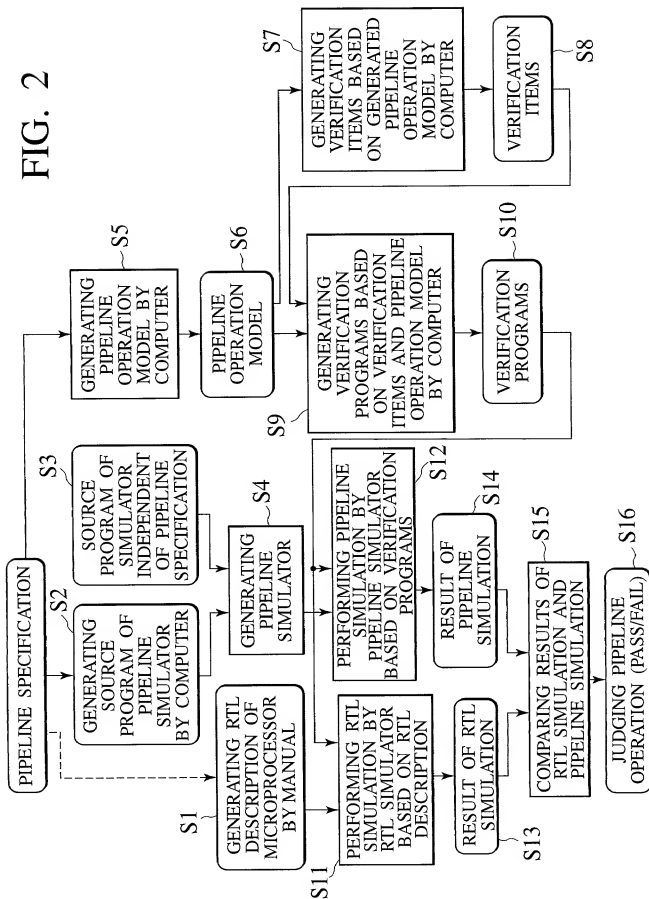 FIG. 2
PIPELINE SPECIFICATION
S1
GENERATING RTL
DESCRIPTION OF
MICROPROCESSOR
BY MANUAL
S2
GENERATING
SOURCE
PROGRAM OF
PIPELINE
SIMULATOR
BY COMPUTER
S3
SOURCE
PROGRAM OF
SIMULATOR
INDEPENDENT
OF PIPELINE
SPECIFICATION
S4
GENERATING
PIPELINE
SIMULATOR
S5
GENERATING
PIPELINE
OPERATION
MODEL BY
COMPUTER
S6
PIPELINE
OPERATION
MODEL
S7
GENERATING
VERIFICATION
ITEMS BASED
ON GENERATED
PIPELINE
OPERATION
MODEL BY
COMPUTER
S8
VERIFICATION
ITEMS
S9
GENERATING
VERIFICATION
PROGRAMS BASED
ON VERIFICATION
ITEMS AND PIPELINE
OPERATION MODEL
BY COMPUTER
S10
VERIFICATION
PROGRAMS
S11
PERFORMING RTL
SIMULATION BY
RTL SIMULATOR
BASED ON RTL
DESCRIPTION
S12
PERFORMING PIPELINE
SIMULATION BY
PIPELINE SIMULATOR
BASED ON VERIFICATION
PROGRAMS
S13
RESULT OF RTL
SIMULATION
S14
RESULT OF
PIPELINE
SIMULATION
S15
COMPARING RESULTS OF
RTL SIMULATION AND
PIPELINE SIMULATION
S16
JUDGING PIPELINE
OPERATION (PASS/FAIL)